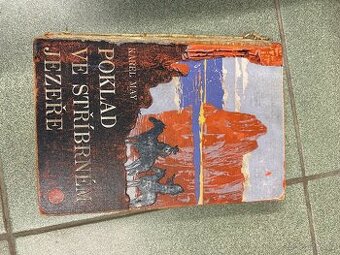 KAREL MAY
POKLAD
VE STŘÍBRNÉM
JEZEŘE